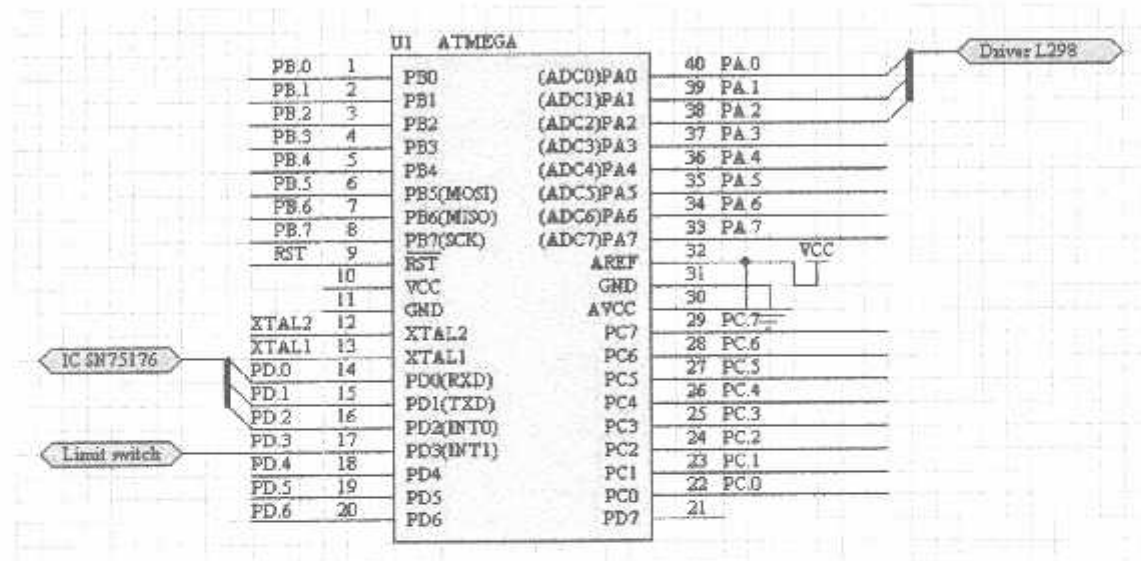 U1 ATMEGA
Driver L298
PB.0 1 PB0 (ADC0)PA0 40 PA.0
PB.1 2 PB1 (ADC1)PA1 39 PA.1
PB.2 3 PB2 (ADC2)PA2 38 PA.2
PB.3 4 PB3 (ADC3)PA3 37 PA.3
PB.4 5 PB4 (ADC4)PA4 36 PA.4
PB.5 6 PB5(MOSI) (ADC5)PA5 35 PA.5
PB.6 7 PB6(MISO) (ADC6)PA6 34 PA.6
PB.7 8 PB7(SCK) (ADC7)PA7 33 PA.7
RST 9 RST AREF 32 VCC
10 VCC GND 31
11 GND AVCC 30
XTAL2 12 XTAL2 PC7 29 PC.7
XTAL1 13 XTAL1 PC6 28 PC.6
IC SN75176
PD.0 14 PD0(RXD) PC5 27 PC.5
PD.1 15 PD1(TXD) PC4 26 PC.4
PD.2 16 PD2(INT0) PC3 25 PC.3
PD.3 17 PD3(INT1) PC2 24 PC.2
Limit switch
PD.4 18 PD4 PC1 23 PC.1
PD.5 19 PD5 PC0 22 PC.0
PD.6 20 PD6 PD7 21